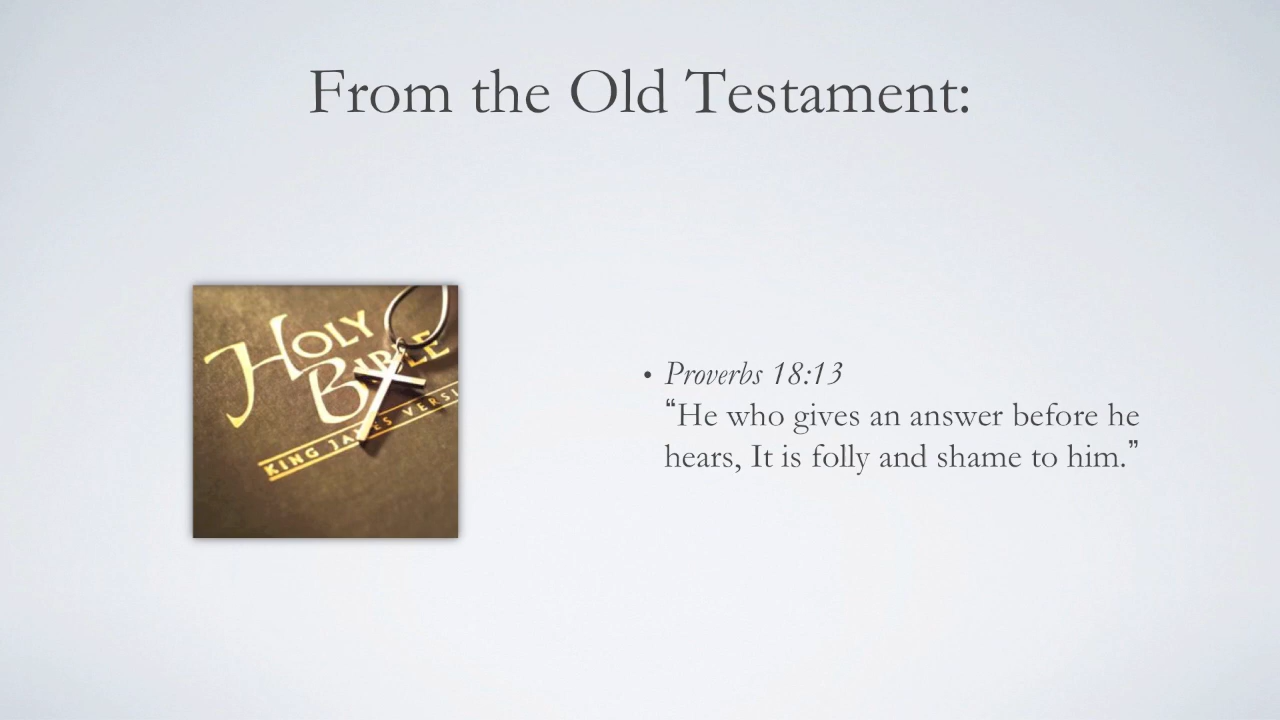 From the Old Testament:
HOLY
BIBLE
KING JAMES VERSI
• Proverbs 18:13
“He who gives an answer before he
hears, It is folly and shame to him.”